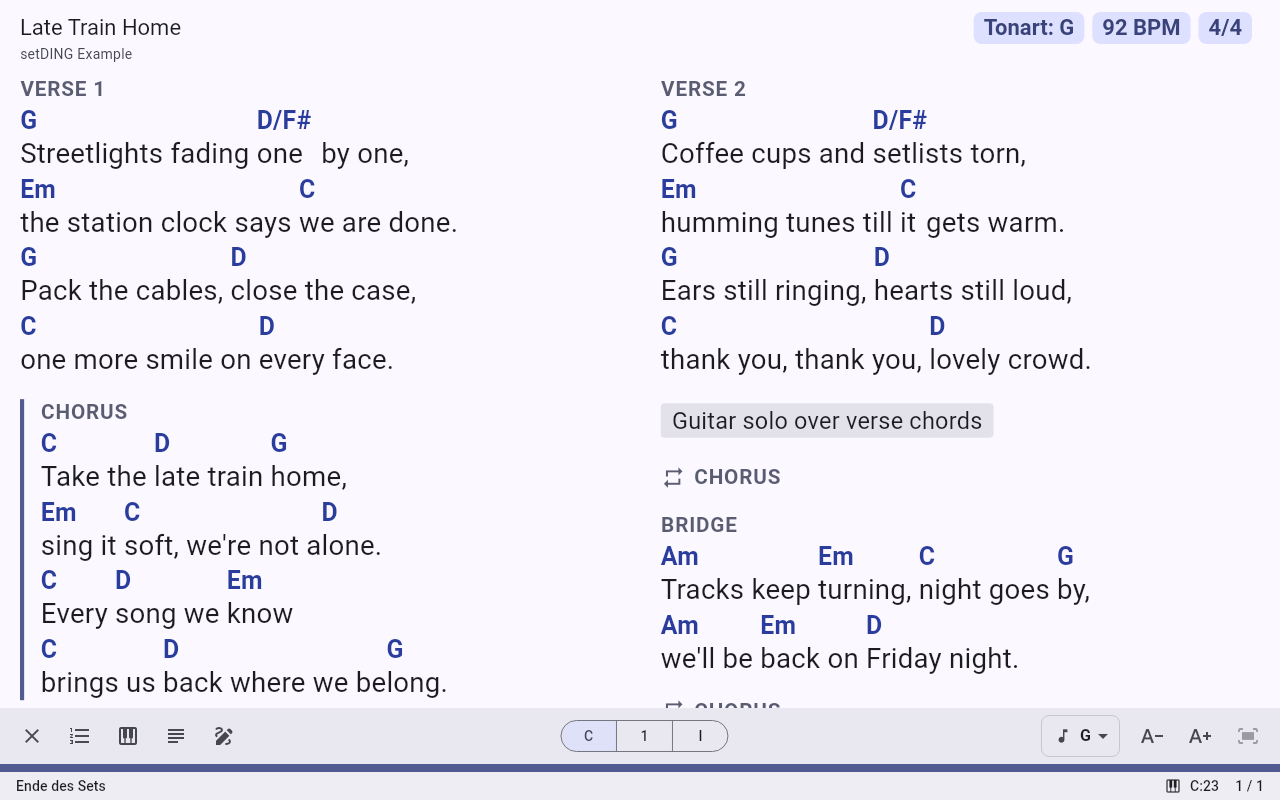 Late Train Home
setDING Example
Tonart: G
92 BPM
4/4
VERSE 1
G D/F#
Streetlights fading one by one,
Em C
the station clock says we are done.
G D
Pack the cables, close the case,
C D
one more smile on every face.
CHORUS
C D G
Take the late train home,
Em C D
sing it soft, we're not alone.
C D Em
Every song we know
C D G
brings us back where we belong.
VERSE 2
G D/F#
Coffee cups and setlists torn,
Em C
humming tunes till it gets warm.
G D
Ears still ringing, hearts still loud,
C D
thank you, thank you, lovely crowd.
Guitar solo over verse chords
CHORUS
BRIDGE
Am Em C G
Tracks keep turning, night goes by,
Am Em D
we'll be back on Friday night.
CHORUS
C 1 I
G
A− A+
Ende des Sets
C:23
1 / 1